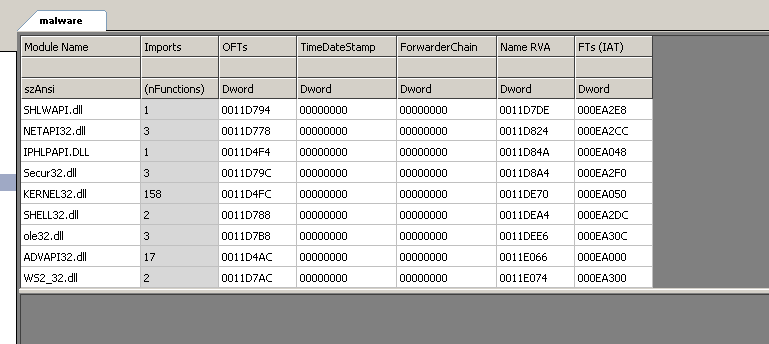 malware
Module Name Imports OFTs TimeDateStamp ForwarderChain Name RVA FTs (IAT)
szAnsi (nFunctions) Dword Dword Dword Dword Dword
SHLWAPI.dll 1 0011D794 00000000 00000000 0011D7DE 000EA2E8
NETAPI32.dll 3 0011D778 00000000 00000000 0011D824 000EA2CC
IPHLPAPI.DLL 1 0011D4F4 00000000 00000000 0011D84A 000EA048
Secur32.dll 3 0011D79C 00000000 00000000 0011D8A4 000EA2F0
KERNEL32.dll 158 0011D4FC 00000000 00000000 0011DE70 000EA050
SHELL32.dll 2 0011D788 00000000 00000000 0011DEA4 000EA2DC
ole32.dll 3 0011D7B8 00000000 00000000 0011DEE6 000EA30C
ADVAPI32.dll 17 0011D4AC 00000000 00000000 0011E066 000EA000
WS2_32.dll 2 0011D7AC 00000000 00000000 0011E074 000EA300